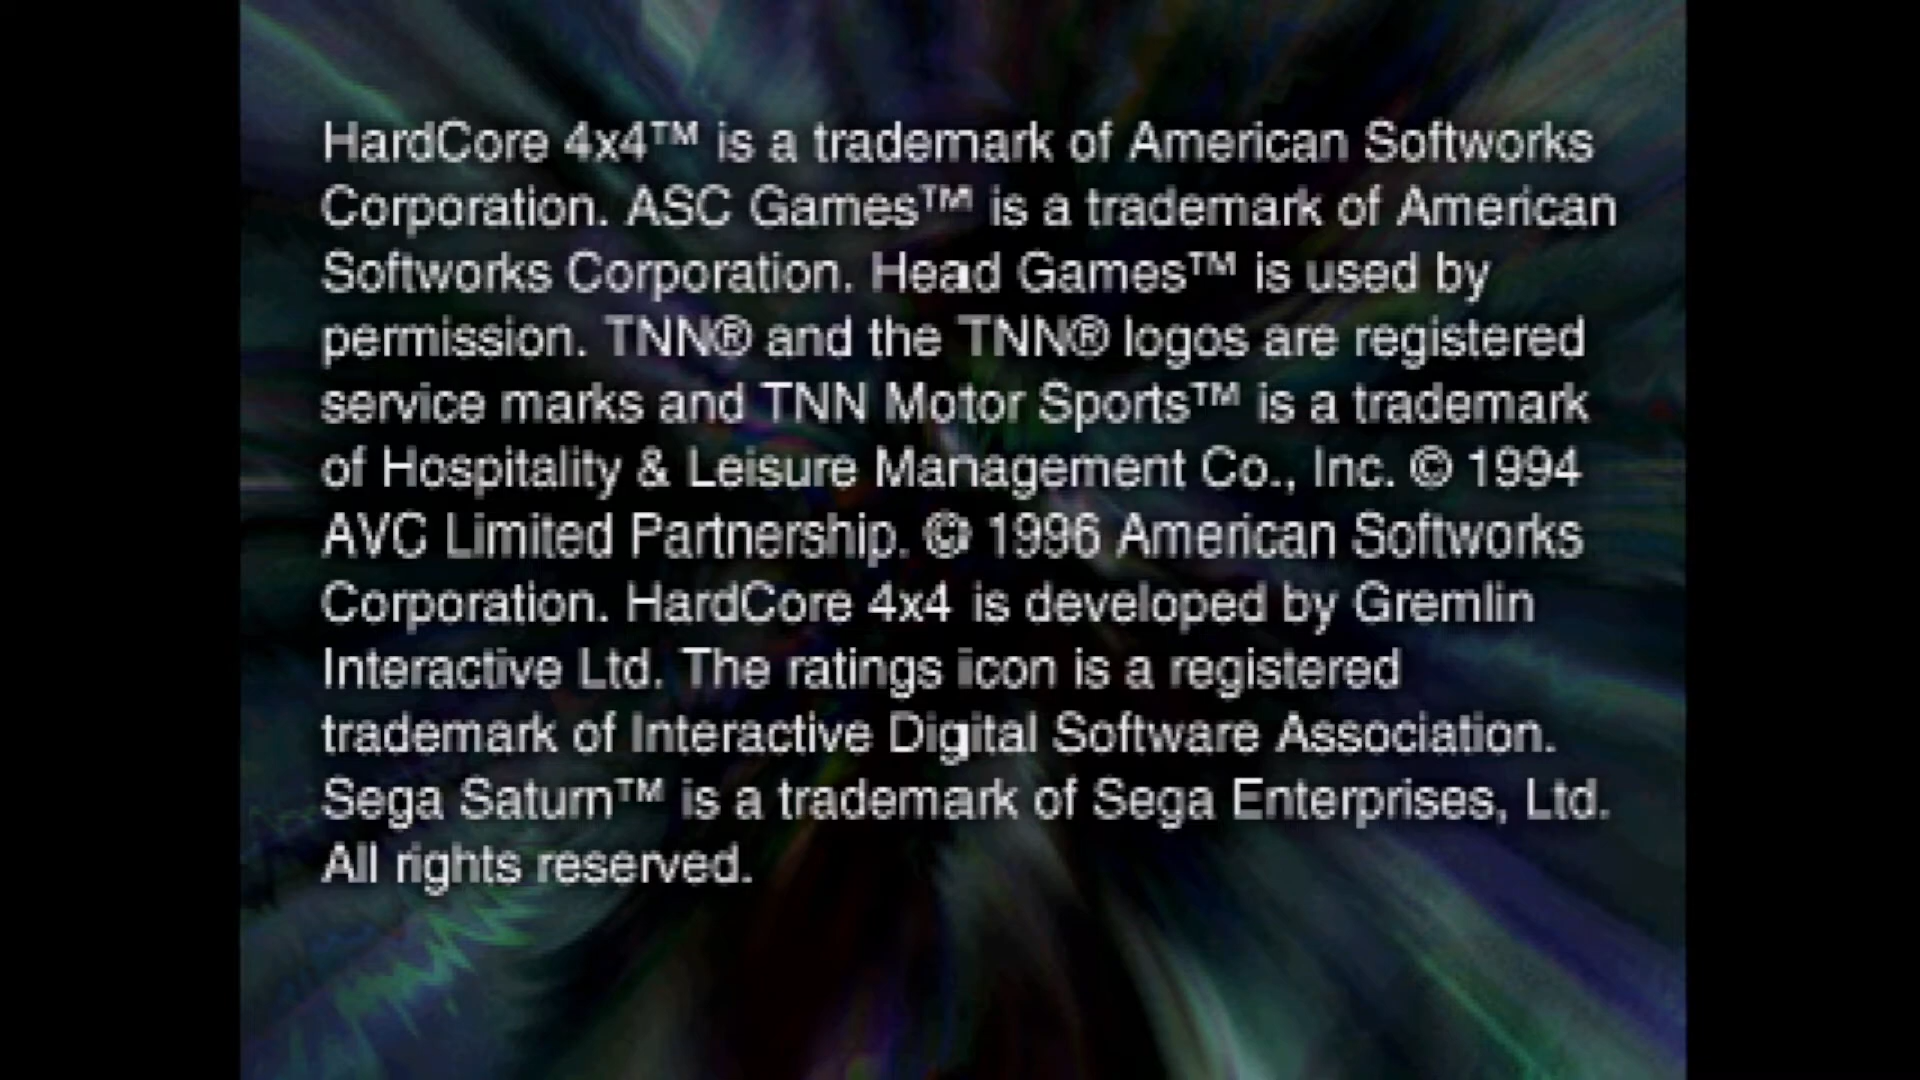 HardCore 4x4™ is a trademark of American Softworks
Corporation. ASC Games™ is a trademark of American
Softworks Corporation. Head Games™ is used by
permission. TNN® and the TNN® logos are registered
service marks and TNN Motor Sports™ is a trademark
of Hospitality & Leisure Management Co., Inc. © 1994
AVC Limited Partnership. © 1996 American Softworks
Corporation. HardCore 4x4 is developed by Gremlin
Interactive Ltd. The ratings icon is a registered
trademark of Interactive Digital Software Association.
Sega Saturn™ is a trademark of Sega Enterprises, Ltd.
All rights reserved.